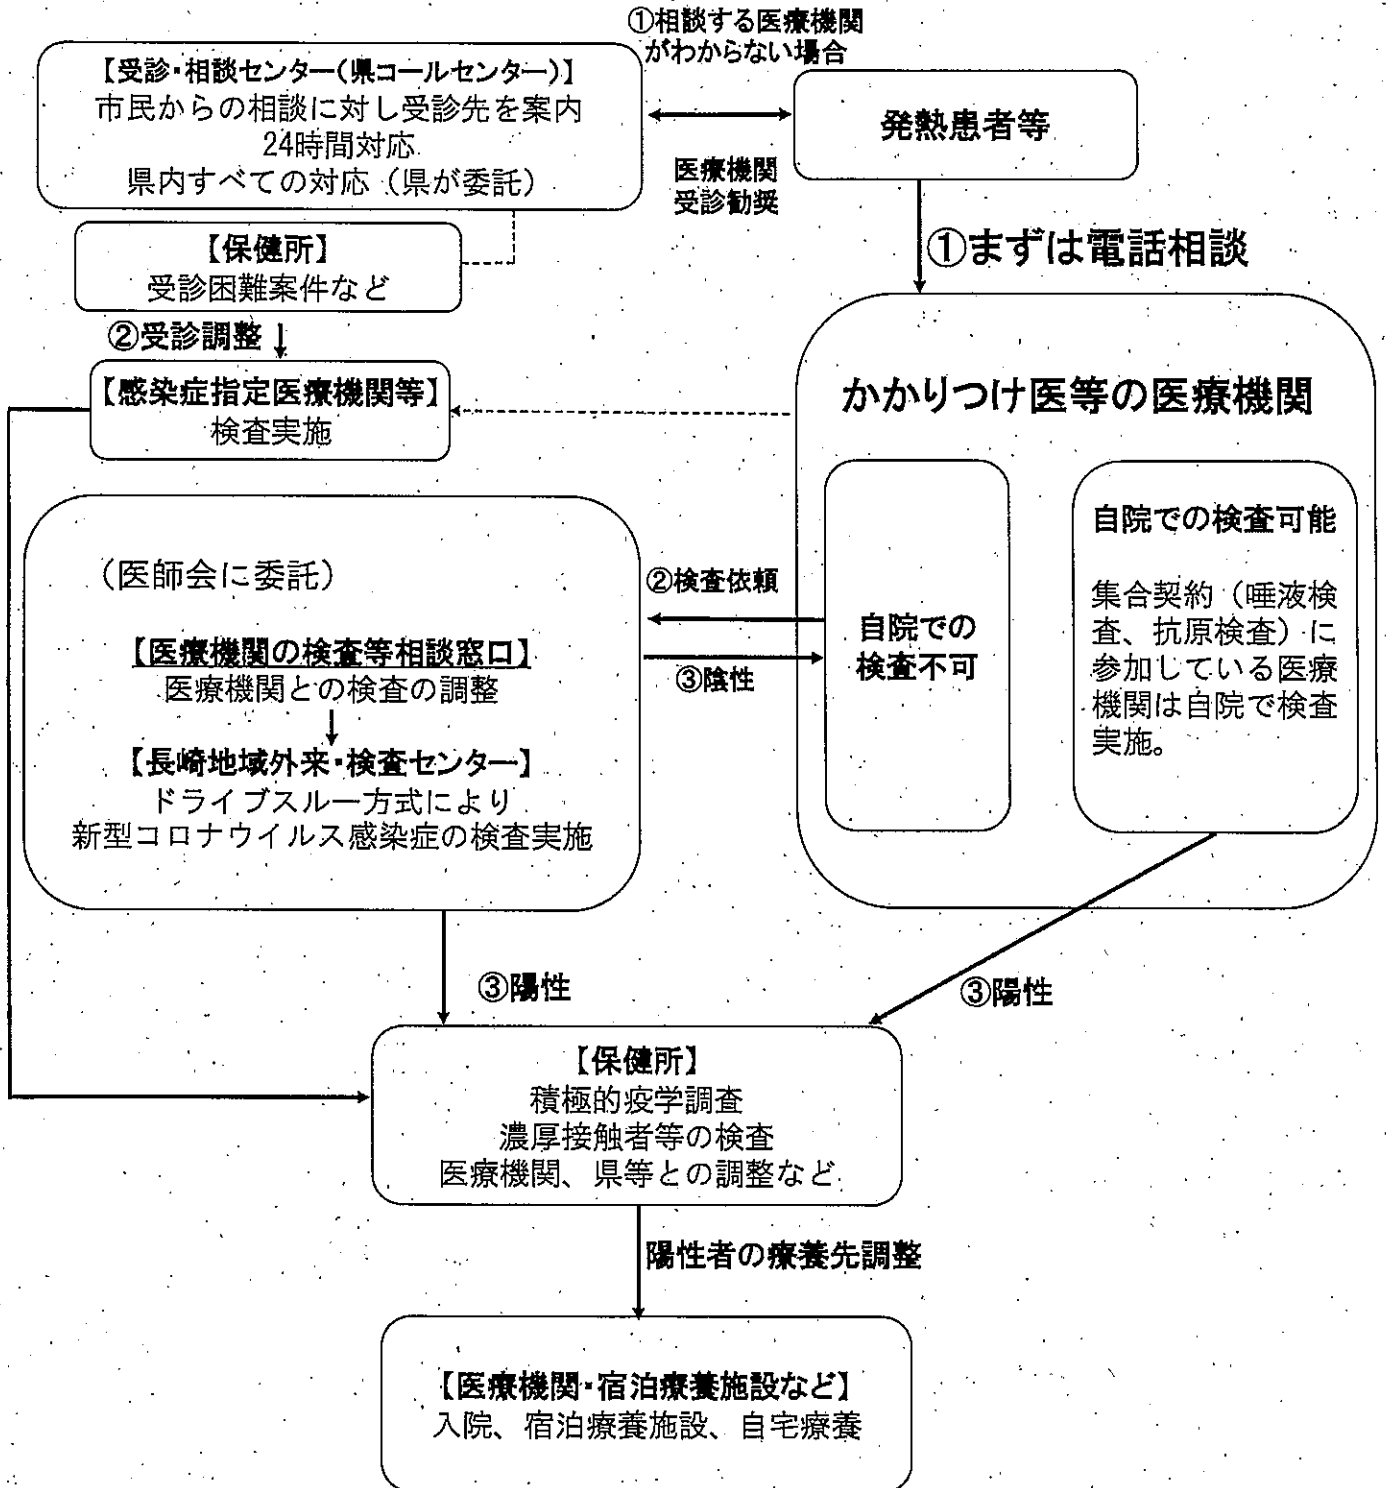 ①相談する医療機関
がわからない場合
【受診・相談センター(県コールセンター)】
市民からの相談に対し受診先を案内
24時間対応
県内すべての対応（県が委託）
発熱患者等
医療機関
受診勧奨
【保健所】
受診困難案件など
①まずは電話相談
②受診調整
【感染症指定医療機関等】
検査実施
かかりつけ医等の医療機関
自院での
検査不可
自院での検査可能
集合契約（唾液検
査、抗原検査）に
参加している医療
機関は自院で検査
実施。
（医師会に委託）
【医療機関の検査等相談窓口】
医療機関との検査の調整
【長崎地域外来・検査センター】
ドライブスルー方式により
新型コロナウイルス感染症の検査実施
②検査依頼
③陰性
③陽性
③陽性
【保健所】
積極的疫学調査
濃厚接触者等の検査
医療機関、県等との調整など
陽性者の療養先調整
【医療機関・宿泊療養施設など】
入院、宿泊療養施設、自宅療養